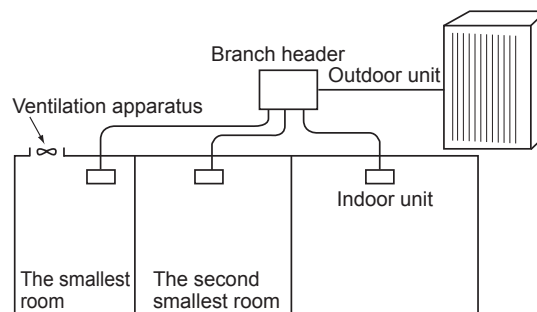 Branch header
Outdoor unit
Ventilation apparatus
Indoor unit
The smallest
room
The second
smallest room